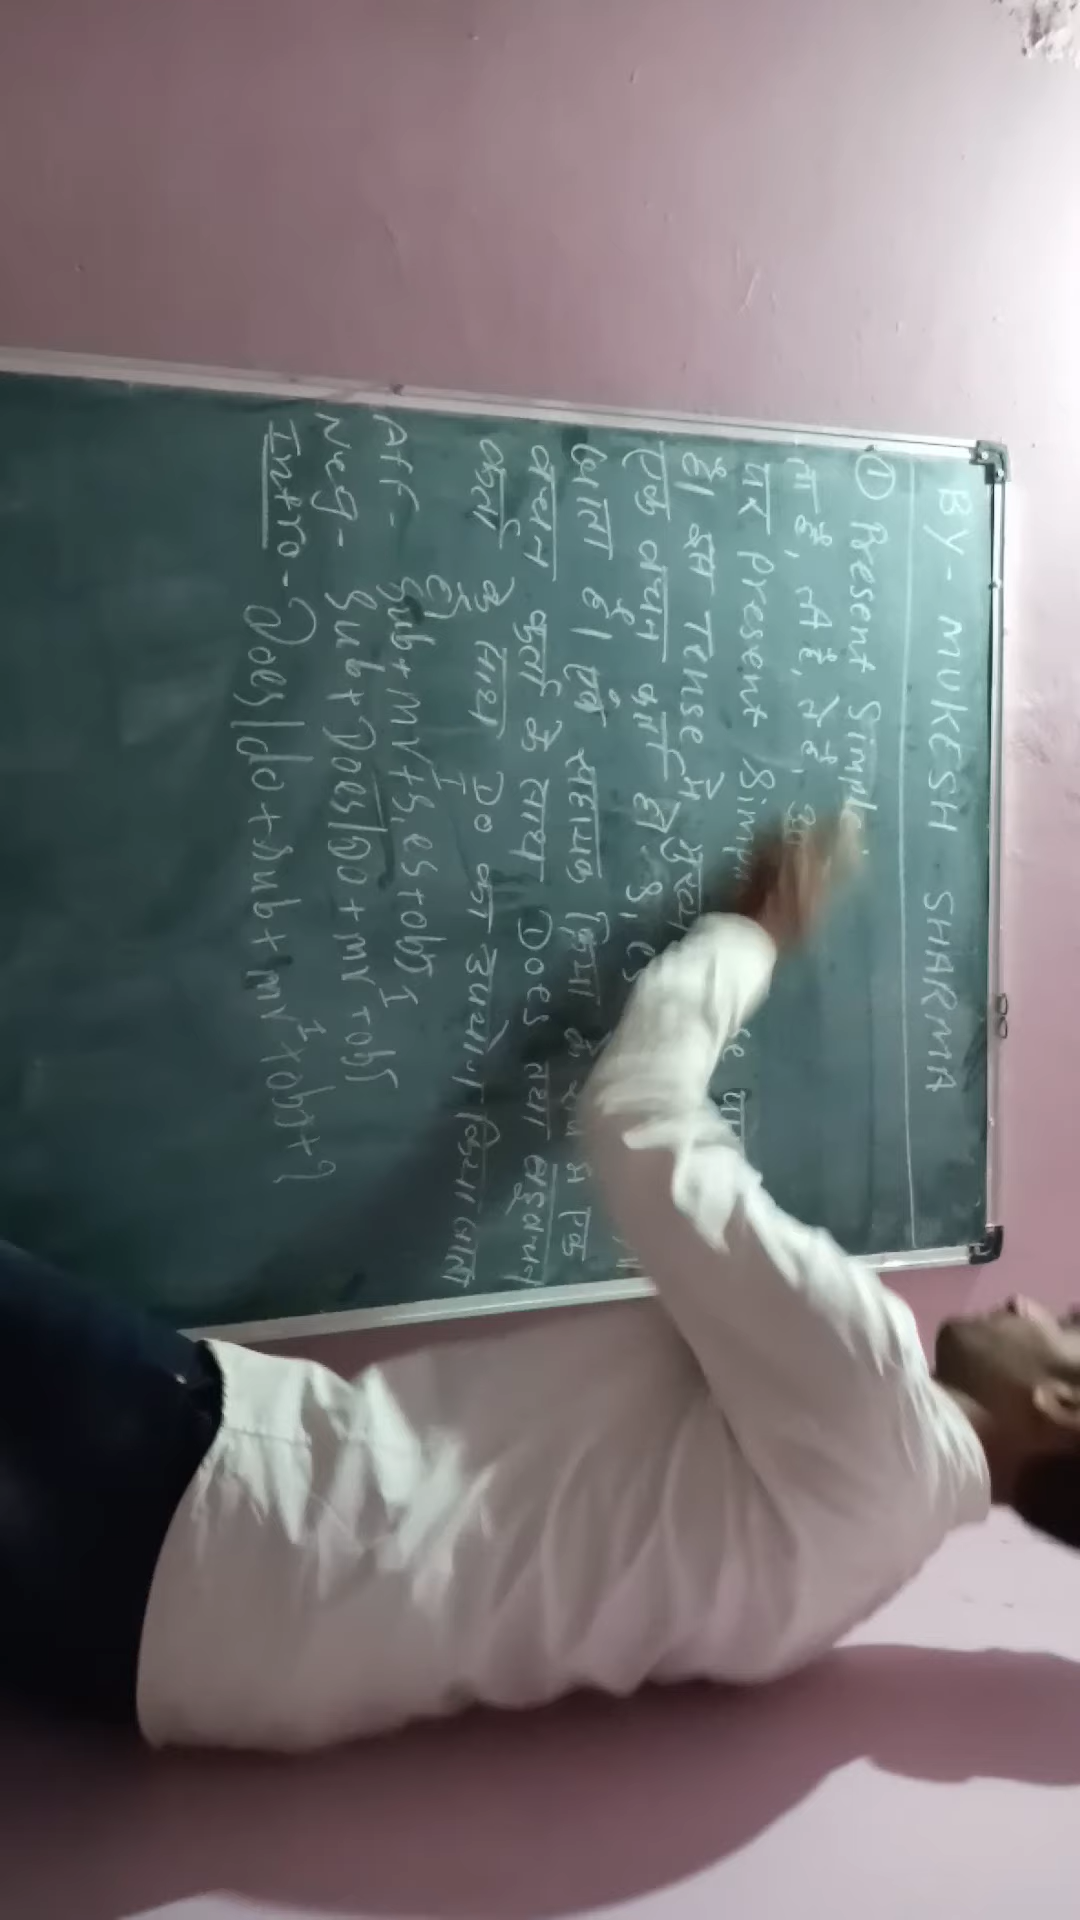 BY - MUKESH SHARMA
① Present Simple
ता है, ती है, ते हैं,
पर Present Simp
है। इस Tense में मुख्य
एक वचन कर्ता हो S, es
जाता है। एवं सहायक क्रिया के रूप में एक
वचन कर्ता के साथ Does तथा बहुवचन
कर्ता के साथ Do का उपयोग किया जाता
है।
Aff - Sub + MV I + S, es + obj
Neg - Sub + Does/Do + mv I + obj
Intro - Does/do + sub + mv I + obj + ?